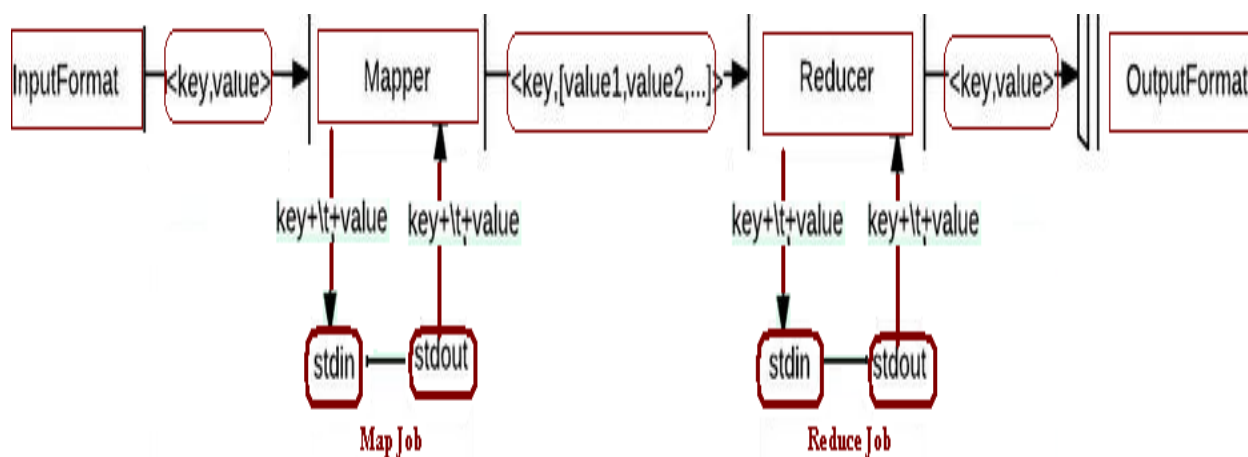 InputFormat
<key,value>
Mapper
<key,[value1,value2,...]>
Reducer
<key,value>
OutputFormat
key+\t+value
key+\t+value
key+\t+value
key+\t+value
stdin
stdout
stdin
stdout
Map Job
Reduce Job